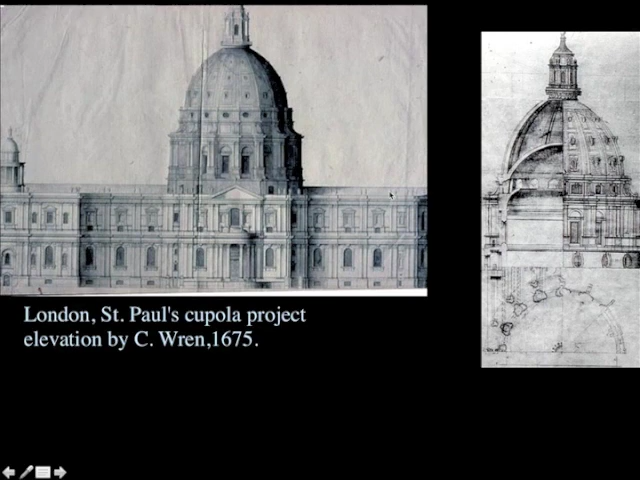 London, St. Paul's cupola project
elevation by C. Wren,1675.